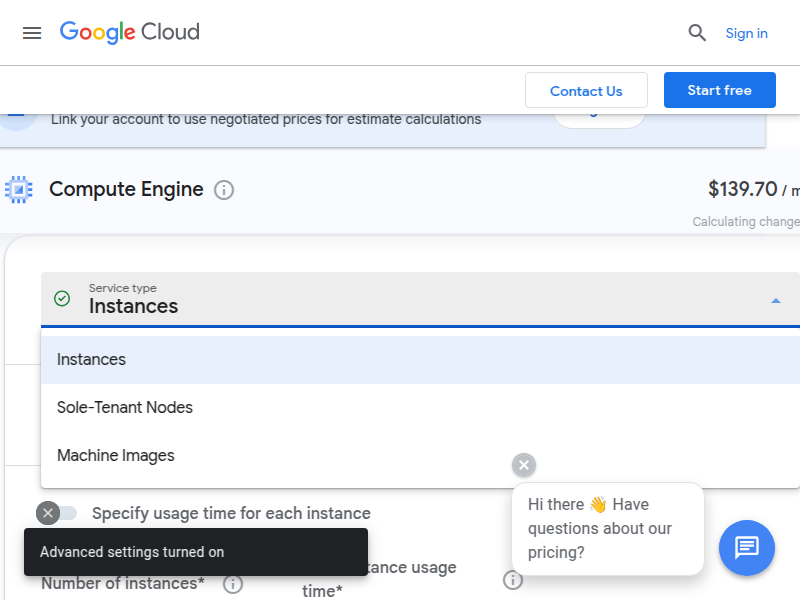 Google Cloud
Sign in
Contact Us
Start free
Link your account to use negotiated prices for estimate calculations
Compute Engine
$139.70 / m
Calculating change
Service type
Instances
Instances
Sole-Tenant Nodes
Machine Images
Hi there 👋 Have
questions about our
pricing?
Specify usage time for each instance
Advanced settings turned on
Number of instances*
tance usage
time*